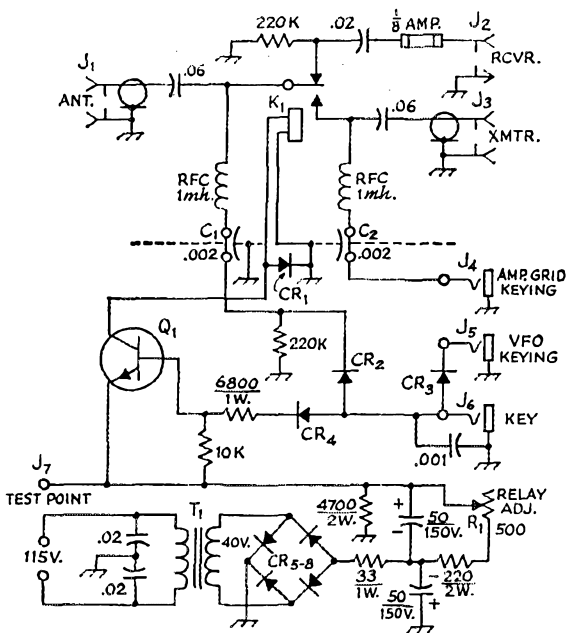 220K
.02
1/8 AMP.
J2
RCVR.
J1
ANT.
.06
K1
.06
J3
XMTR.
RFC
1mh.
RFC
1mh.
C1
.002
C2
.002
CR1
J4
AMP. GRID
KEYING
Q1
220K
CR2
J5
VFO
KEYING
CR3
6800
1W.
CR4
J6
KEY
.001
10K
J7
TEST POINT
T1
4700
2W.
+
50
150V.
-
RELAY
ADJ.
R1
500
115V.
.02
.02
40V.
CR5-8
33
1W.
220
2W.
-
50
150V.
+